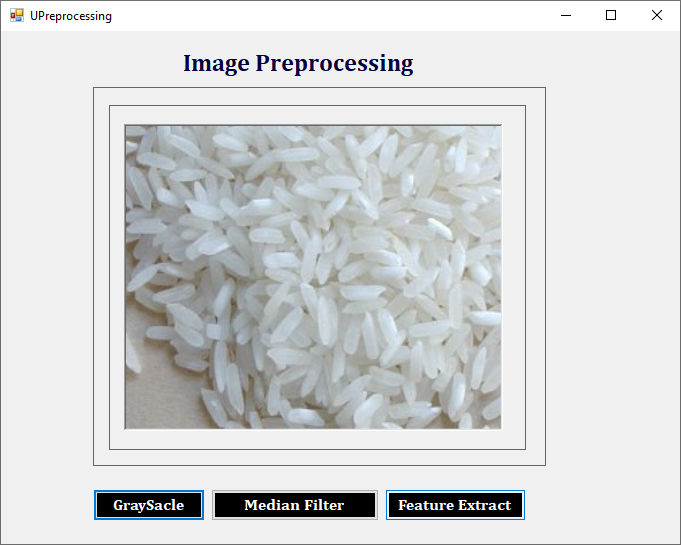 UPreprocessing
Image Preprocessing
GraySacle Median Filter Feature Extract